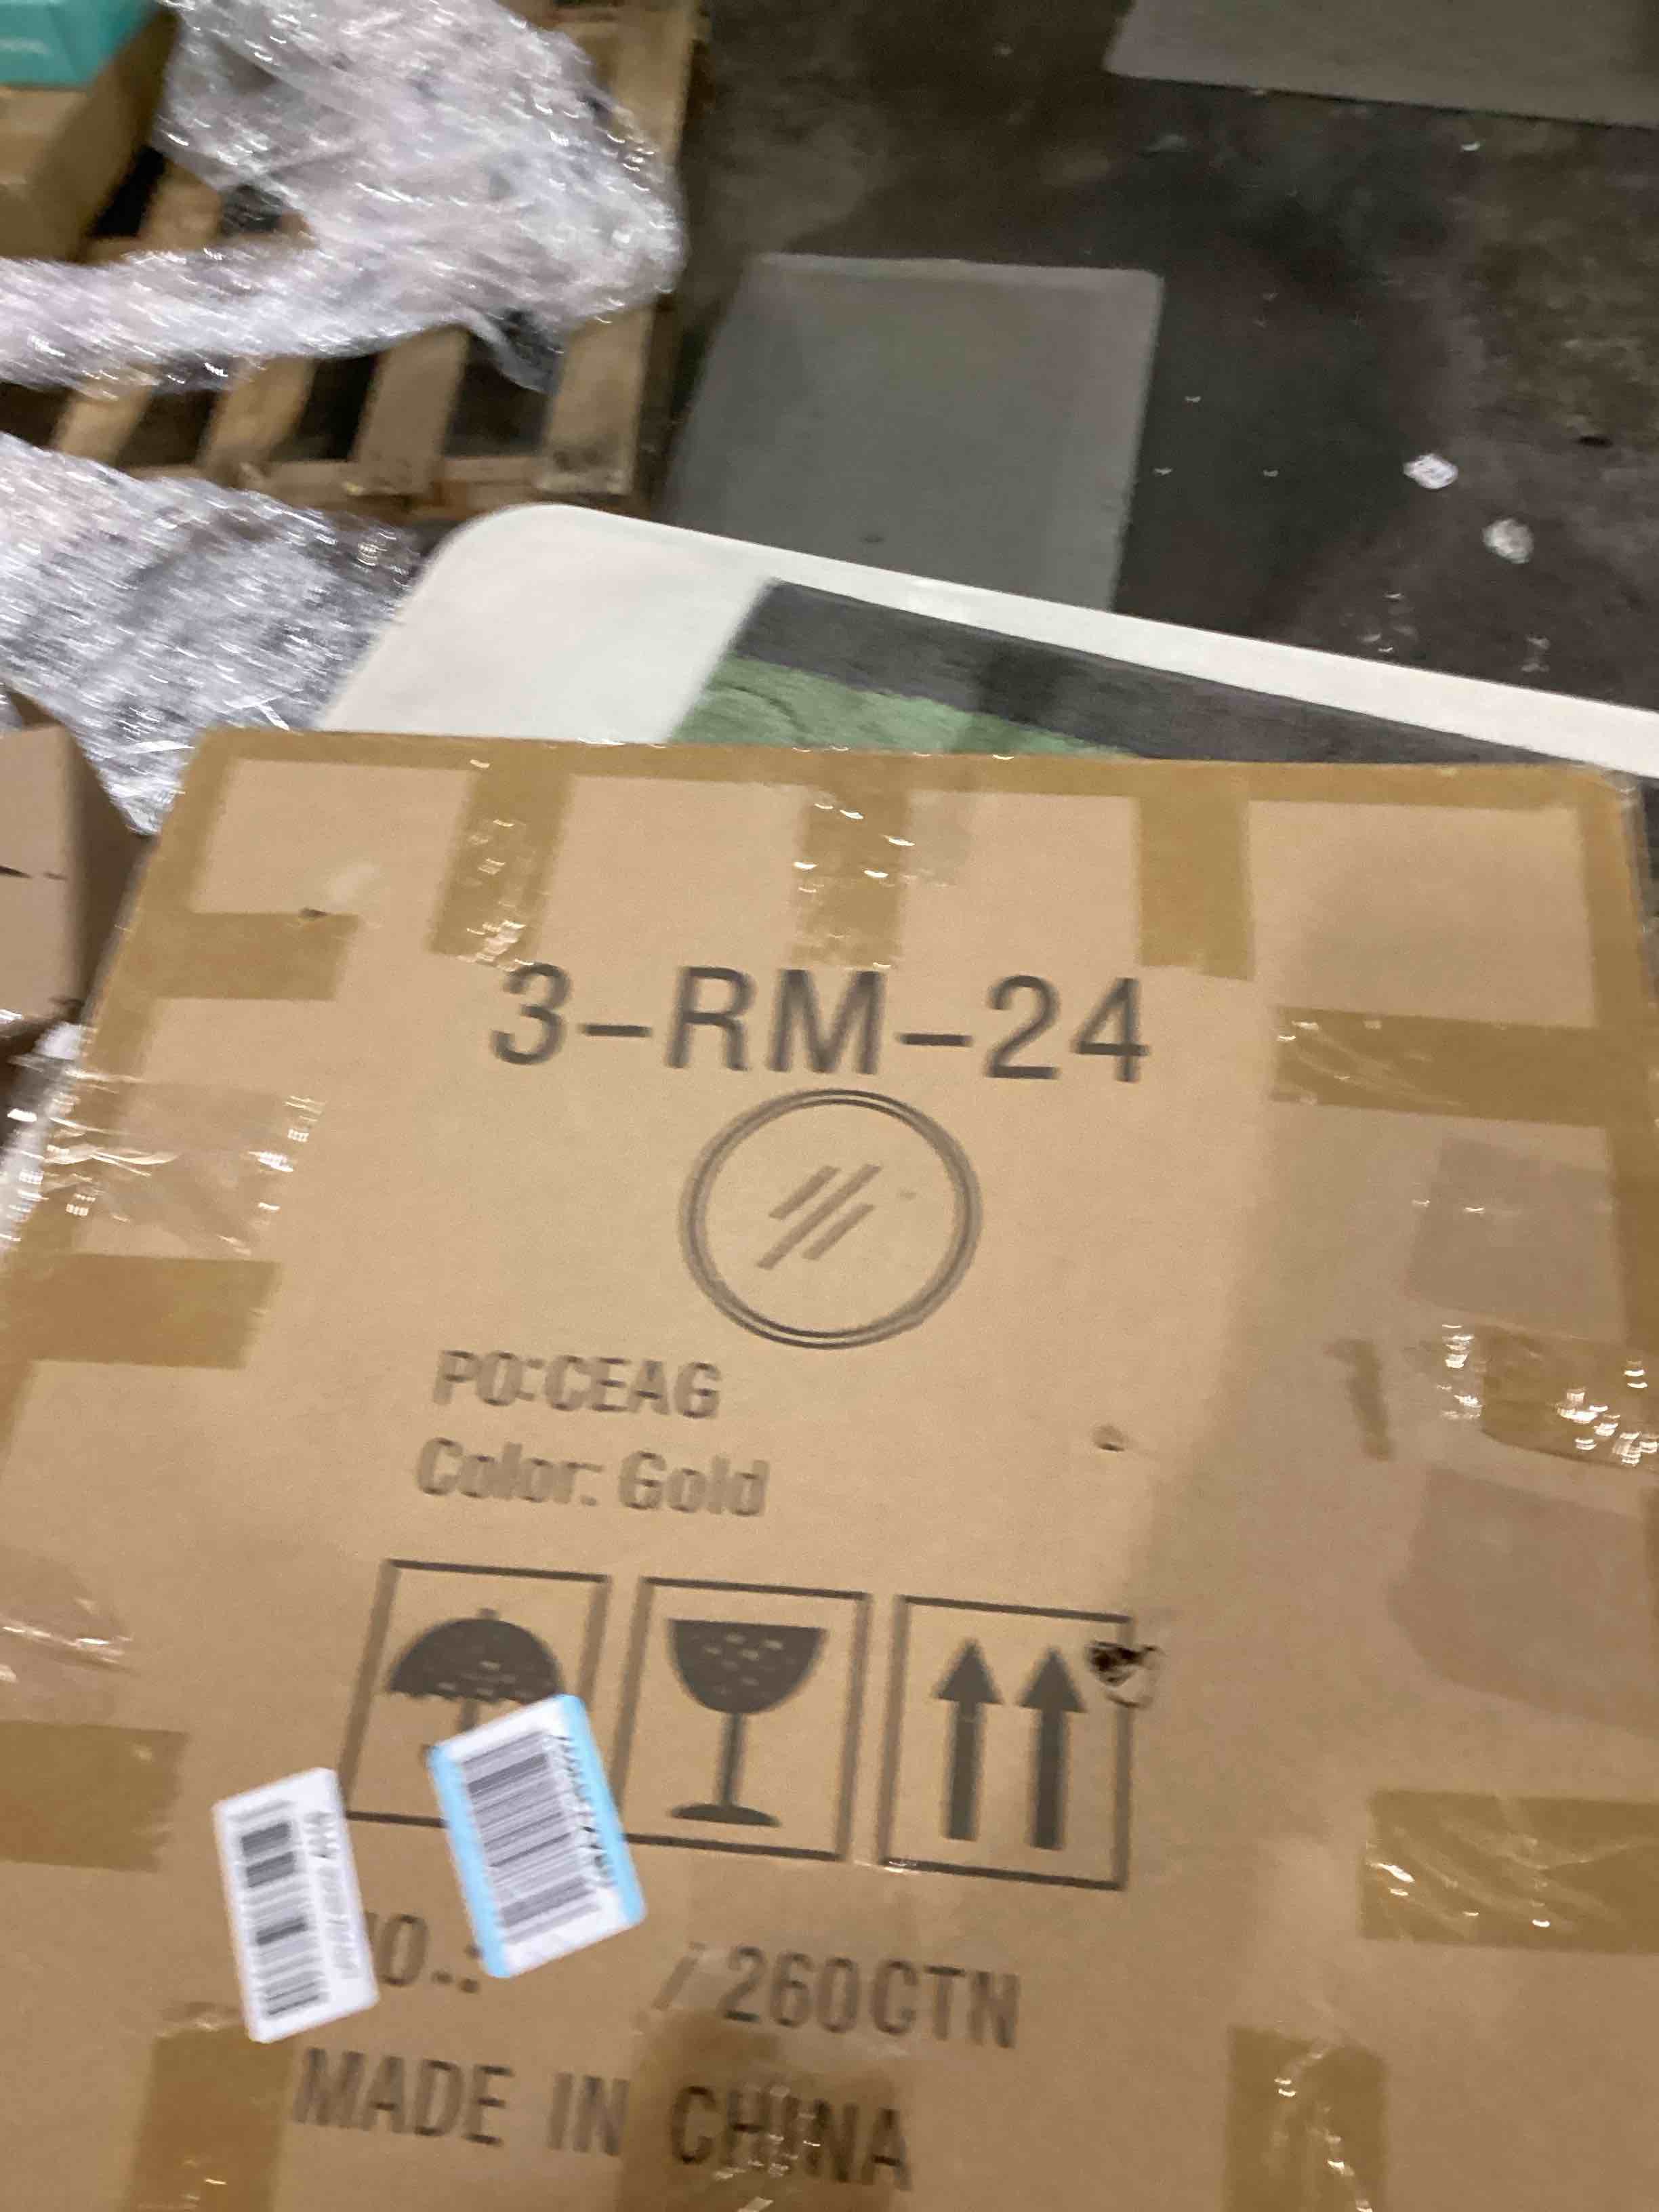 3-RM-24
PO:CEAG
Color: Gold
/260CTN
MADE IN CHINA